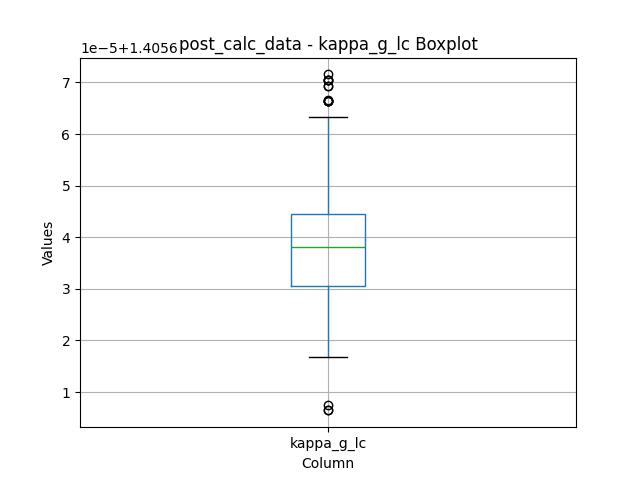 post_calc_data - kappa_g_lc Boxplot
1e−5+1.4056
7
6
5
4
3
2
1
Values
kappa_g_lc
Column